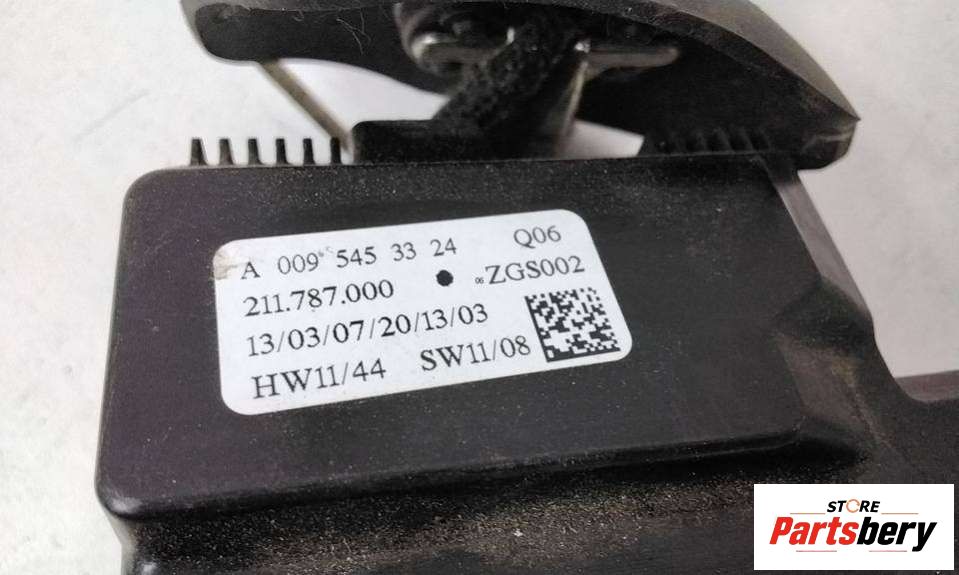 A 009 545 33 24 Q06
211.787.000 06 ZGS002
13/03/07/20/13/03
HW11/44 SW11/08
STORE
Partsbery